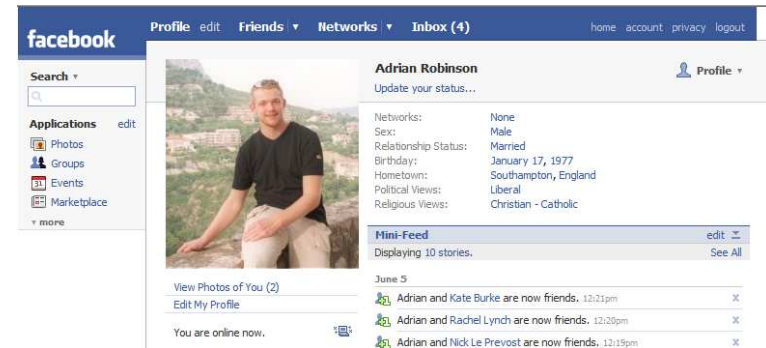 facebook
Profile edit Friends Networks Inbox (4) home account privacy logout
Search
Applications edit
Photos
Groups
31 Events
Marketplace
more
View Photos of You (2)
Edit My Profile
You are online now.
Adrian Robinson
Profile
Update your status...
Networks: None
Sex: Male
Relationship Status: Married
Birthday: January 17, 1977
Hometown: Southampton, England
Political Views: Liberal
Religious Views: Christian - Catholic
Mini-Feed edit
Displaying 10 stories. See All
June 5
Adrian and Kate Burke are now friends. 12:21pm x
Adrian and Rachel Lynch are now friends. 12:20pm x
Adrian and Nick Le Prevost are now friends. 12:19pm x